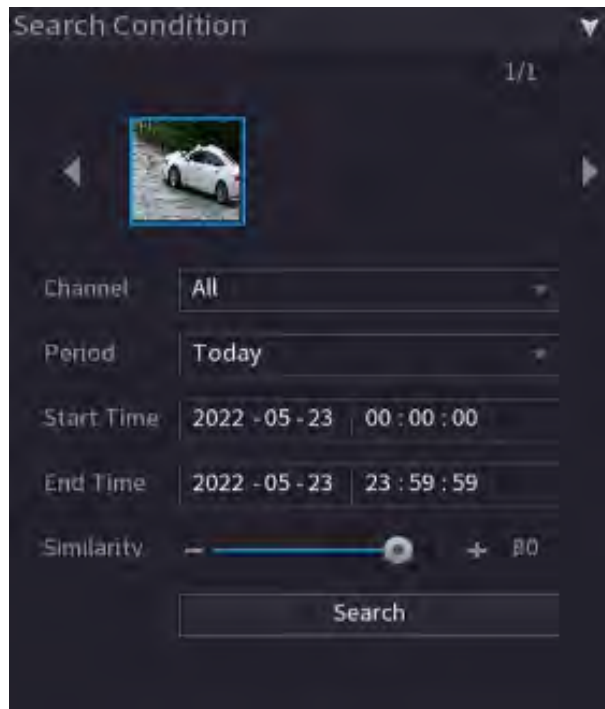 Search Condition
1/1
Channel All
Period Today
Start Time 2022 -05 -23 00 : 00 : 00
End Time 2022 -05 -23 23 : 59 : 59
Similarity 80
Search